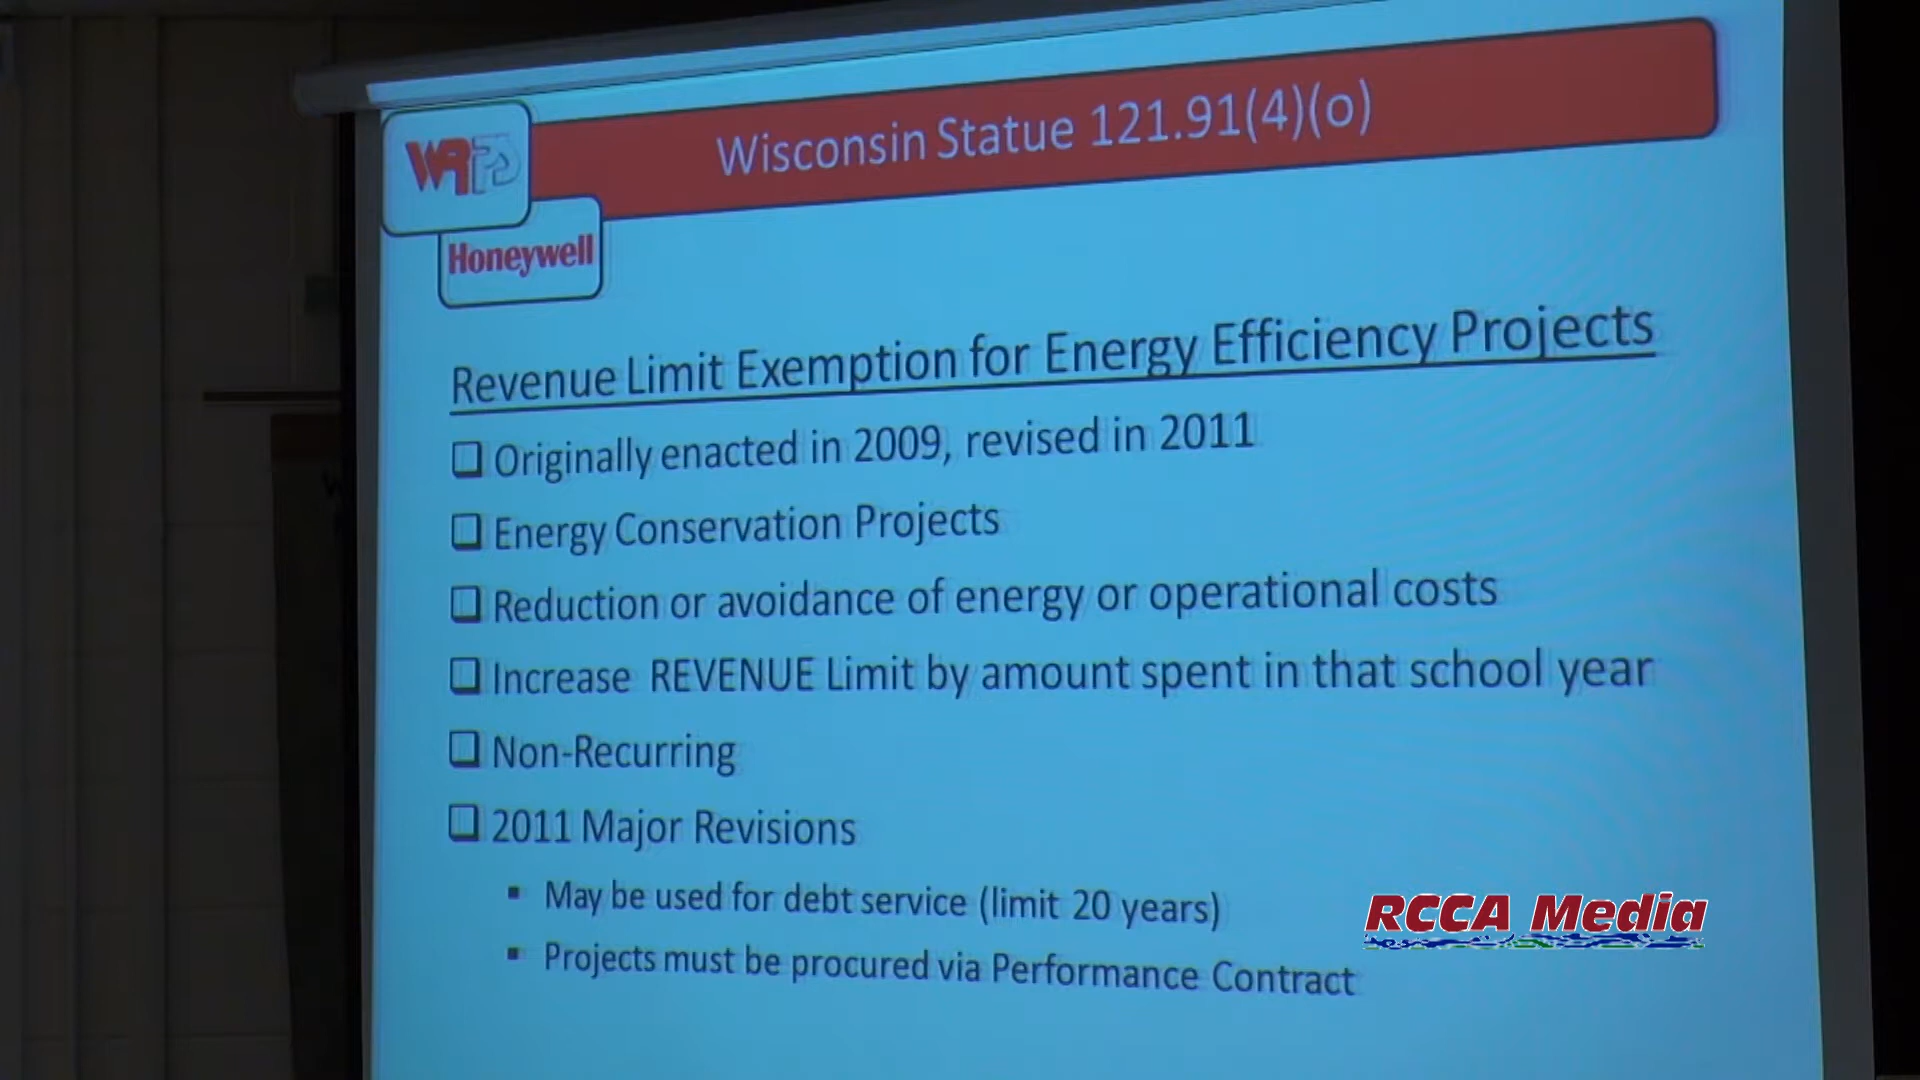 Wisconsin Statue 121.91(4)(o)
Honeywell
Revenue Limit Exemption for Energy Efficiency Projects
Originally enacted in 2009, revised in 2011
Energy Conservation Projects
Reduction or avoidance of energy or operational costs
Increase REVENUE Limit by amount spent in that school year
Non-Recurring
2011 Major Revisions
May be used for debt service (limit 20 years)
Projects must be procured via Performance Contract
RCCA Media